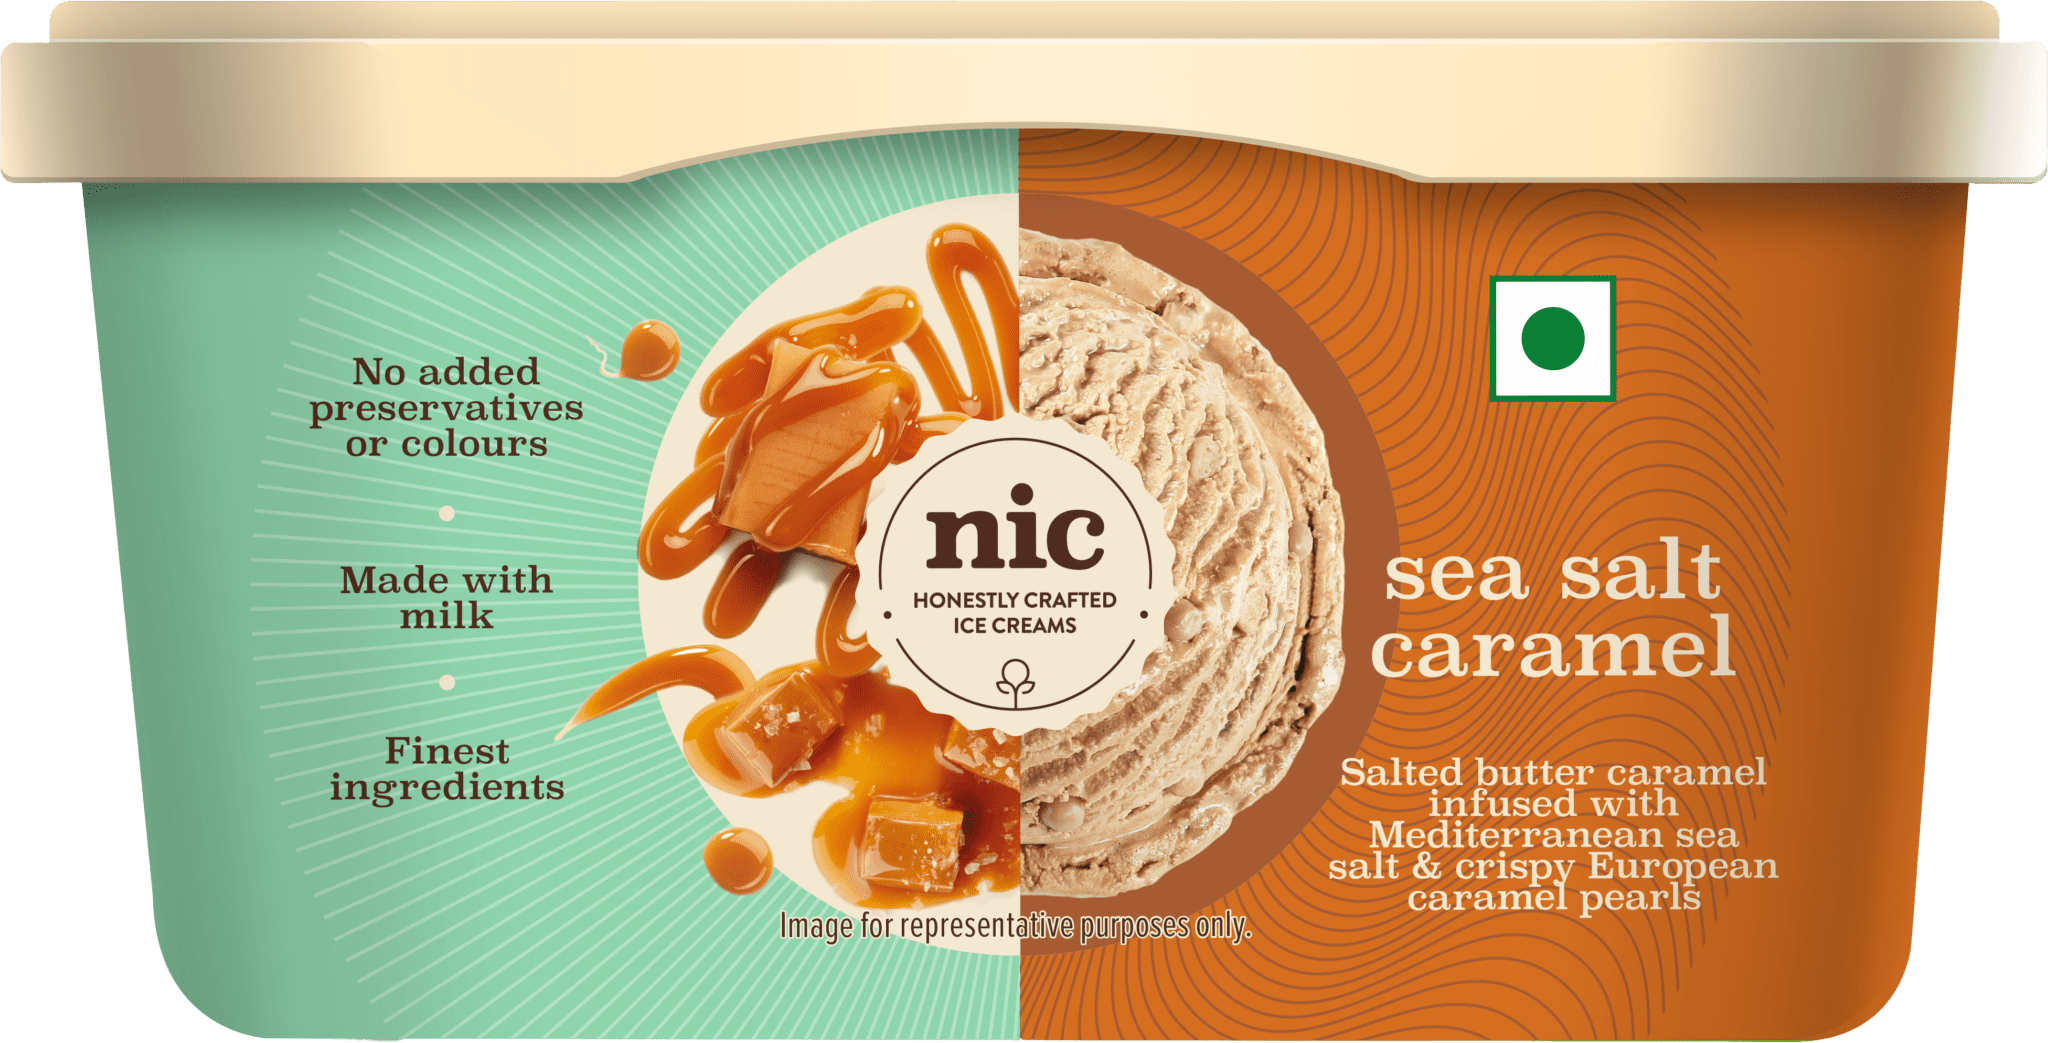 No added
preservatives
or colours
Made with
milk
Finest
ingredients
nic
HONESTLY CRAFTED
ICE CREAMS
sea salt
caramel
Salted butter caramel
infused with
Mediterranean sea
salt & crispy European
caramel pearls
Image for representative purposes only.